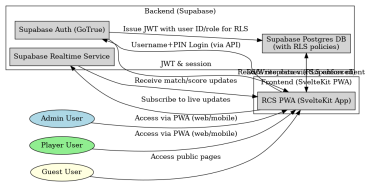 Backend (Supabase)
Supabase Auth (GoTrue)
Issue JWT with user ID/role for RLS
Supabase Postgres DB
(with RLS policies)
Username+PIN Login (via API)
Supabase Realtime Service
JWT & session
Receive match/score updates
Frontend (SvelteKit PWA)
RCS PWA (SvelteKit App)
Subscribe to live updates
Admin User
Access via PWA (web/mobile)
Player User
Access via PWA (web/mobile)
Access public pages
Guest User